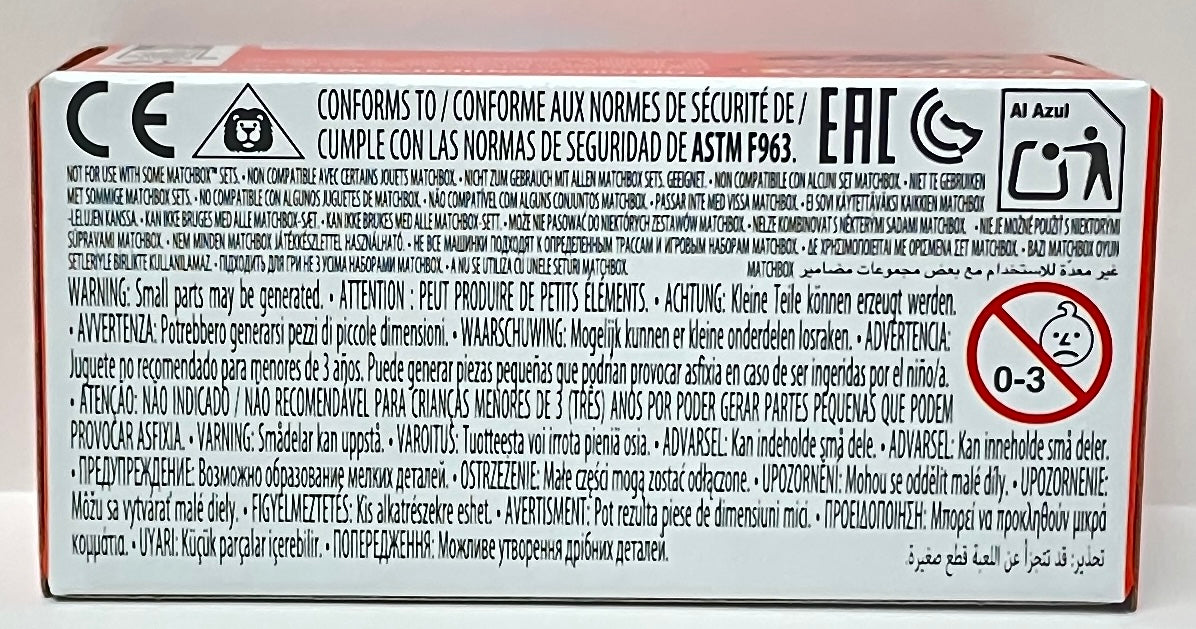 CE
CONFORMS TO / CONFORME AUX NORMES DE SÉCURITÉ DE /
CUMPLE CON LAS NORMAS DE SEGURIDAD DE ASTM F963.
EAC
Al Azul
NOT FOR USE WITH SOME MATCHBOX™ SETS. • NON COMPATIBLE AVEC CERTAINS JOUETS MATCHBOX. • NICHT ZUM GEBRAUCH MIT ALLEN MATCHBOX SETS. GEEIGNET. • NON COMPATIBILE CON ALCUNI SET MATCHBOX. • NIET TE GEBRUIKEN
MET SOMMIGE MATCHBOX SETS. • NO COMPATIBLE CON ALGUNOS JUGUETES DE MATCHBOX. • NÃO COMPATÍVEL COM ALGUNS CONJUNTOS MATCHBOX. • PASSAR INTE MED VISSA MATCHBOX. • EI SOVI KÄYTETTÄVÄKSI KAIKKIEN MATCHBOX
-LELUJEN KANSSA. • KAN IKKE BRUGES MED ALLE MATCHBOX-SÆT. • KAN IKKE BRUKES MED ALLE MATCHBOX-SETT. • MOŻE NIE PASOWAĆ DO NIEKTÓRYCH ZESTAWÓW MATCHBOX. • NELZE KOMBINOVAT S NĚKTERÝMI SADAMI MATCHBOX. • NIE JE MOŽNÉ POUŽIŤ S NIEKTORÝMI
SÚPRAVAMI MATCHBOX. • NEM MINDEN MATCHBOX JÁTÉKKÉSZLETTEL HASZNÁLHATÓ. • НЕ ВСЕ МАШИНКИ ПОДХОДЯТ К ОПРЕДЕЛЕННЫМ ТРАССАМ И ИГРОВЫМ НАБОРАМ MATCHBOX. • ΔΕ ΧΡΗΣΙΜΟΠΟΙΕΙΤΑΙ ΜΕ ΟΡΙΣΜΕΝΑ ΣΕΤ MATCHBOX. • BAZI MATCHBOX OYUN
SETLERİYLE BİRLİKTE KULLANILAMAZ. • ПІДХОДИТЬ ДЛЯ ГРИ НЕ З УСІМА НАБОРАМИ MATCHBOX. • A NU SE UTILIZA CU UNELE SETURI MATCHBOX. غير معدّة للاستخدام مع بعض مجموعات مضامير MATCHBOX
WARNING: Small parts may be generated. • ATTENTION : PEUT PRODUIRE DE PETITS ÉLÉMENTS. • ACHTUNG: Kleine Teile können erzeugt werden.
• AVVERTENZA: Potrebbero generarsi pezzi di piccole dimensioni. • WAARSCHUWING: Mogelijk kunnen er kleine onderdelen losraken. • ADVERTENCIA:
Juguete no recomendado para menores de 3 años. Puede generar piezas pequeñas que podrían provocar asfixia en caso de ser ingeridas por el niño/a.
• ATENÇÃO: NÃO INDICADO / NÃO RECOMENDÁVEL PARA CRIANÇAS MENORES DE 3 (TRÊS) ANOS POR PODER GERAR PARTES PEQUENAS QUE PODEM
PROVOCAR ASFIXIA. • VARNING: Smådelar kan uppstå. • VAROITUS: Tuotteesta voi irrota pieniä osia. • ADVARSEL: Kan indeholde små dele. • ADVARSEL: Kan inneholde små deler.
• ПРЕДУПРЕЖДЕНИЕ: Возможно образование мелких деталей. • OSTRZEŻENIE: Małe części mogą zostać odłączone. • UPOZORNĚNÍ: Mohou se oddělit malé díly. • UPOZORNENIE:
Môžu sa vytvárať malé diely. • FIGYELMEZTETÉS: Kis alkatrészekre eshet. • AVERTISMENT: Pot rezulta piese de dimensiuni mici. • ΠΡΟΕΙΔΟΠΟΙΗΣΗ: Μπορεί να προκληθούν μικρά
κομμάτια. • UYARI: Küçük parçalar içerebilir. • ПОПЕРЕДЖЕННЯ: Можливе утворення дрібних деталей.
تحذير: قد تتجزأ عن اللعبة قطع صغيرة.
0-3